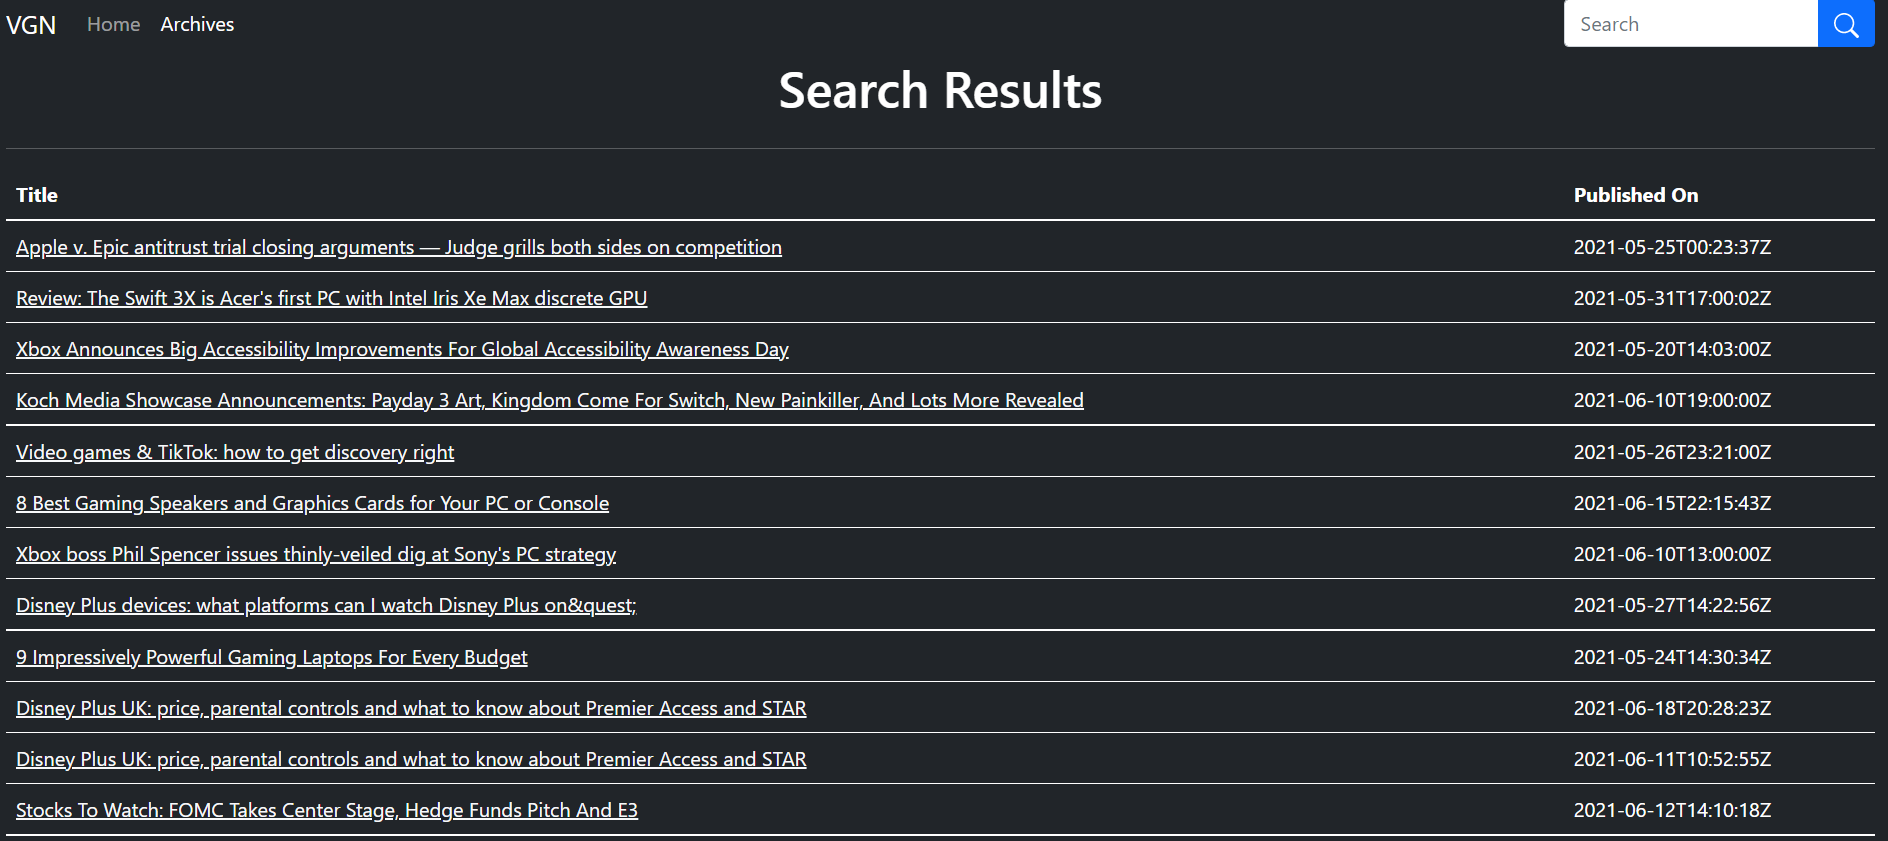 VGN Home Archives Search
Search Results
Title Published On
Apple v. Epic antitrust trial closing arguments — Judge grills both sides on competition 2021-05-25T00:23:37Z
Review: The Swift 3X is Acer's first PC with Intel Iris Xe Max discrete GPU 2021-05-31T17:00:02Z
Xbox Announces Big Accessibility Improvements For Global Accessibility Awareness Day 2021-05-20T14:03:00Z
Koch Media Showcase Announcements: Payday 3 Art, Kingdom Come For Switch, New Painkiller, And Lots More Revealed 2021-06-10T19:00:00Z
Video games & TikTok: how to get discovery right 2021-05-26T23:21:00Z
8 Best Gaming Speakers and Graphics Cards for Your PC or Console 2021-06-15T22:15:43Z
Xbox boss Phil Spencer issues thinly-veiled dig at Sony's PC strategy 2021-06-10T13:00:00Z
Disney Plus devices: what platforms can I watch Disney Plus on&quest; 2021-05-27T14:22:56Z
9 Impressively Powerful Gaming Laptops For Every Budget 2021-05-24T14:30:34Z
Disney Plus UK: price, parental controls and what to know about Premier Access and STAR 2021-06-18T20:28:23Z
Disney Plus UK: price, parental controls and what to know about Premier Access and STAR 2021-06-11T10:52:55Z
Stocks To Watch: FOMC Takes Center Stage, Hedge Funds Pitch And E3 2021-06-12T14:10:18Z